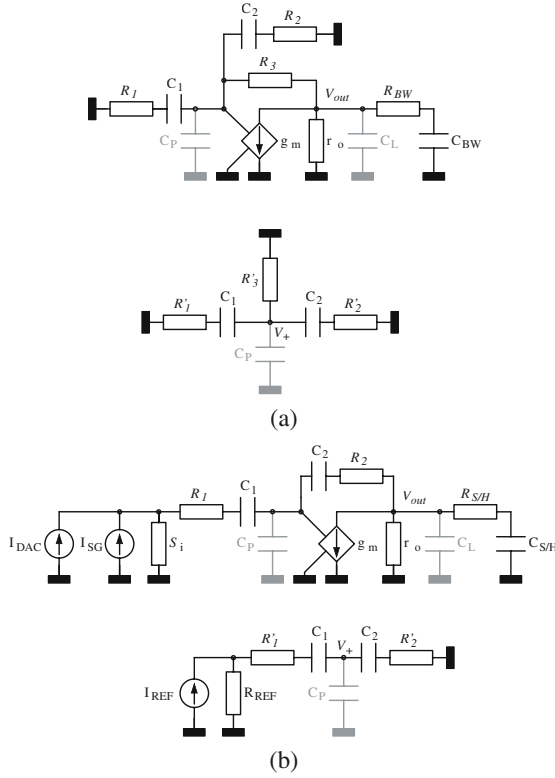 C2 R2
R3
R1 C1 Vout RBW
CP gm ro CL CBW
R'3
R'1 C1 C2 R'2
V+
CP
(a)
C2 R2
R1 C1 Vout RS/H
IDAC ISG Si CP gm ro CL CS/H
R'1 C1 V+ C2 R'2
IREF RREF CP
(b)